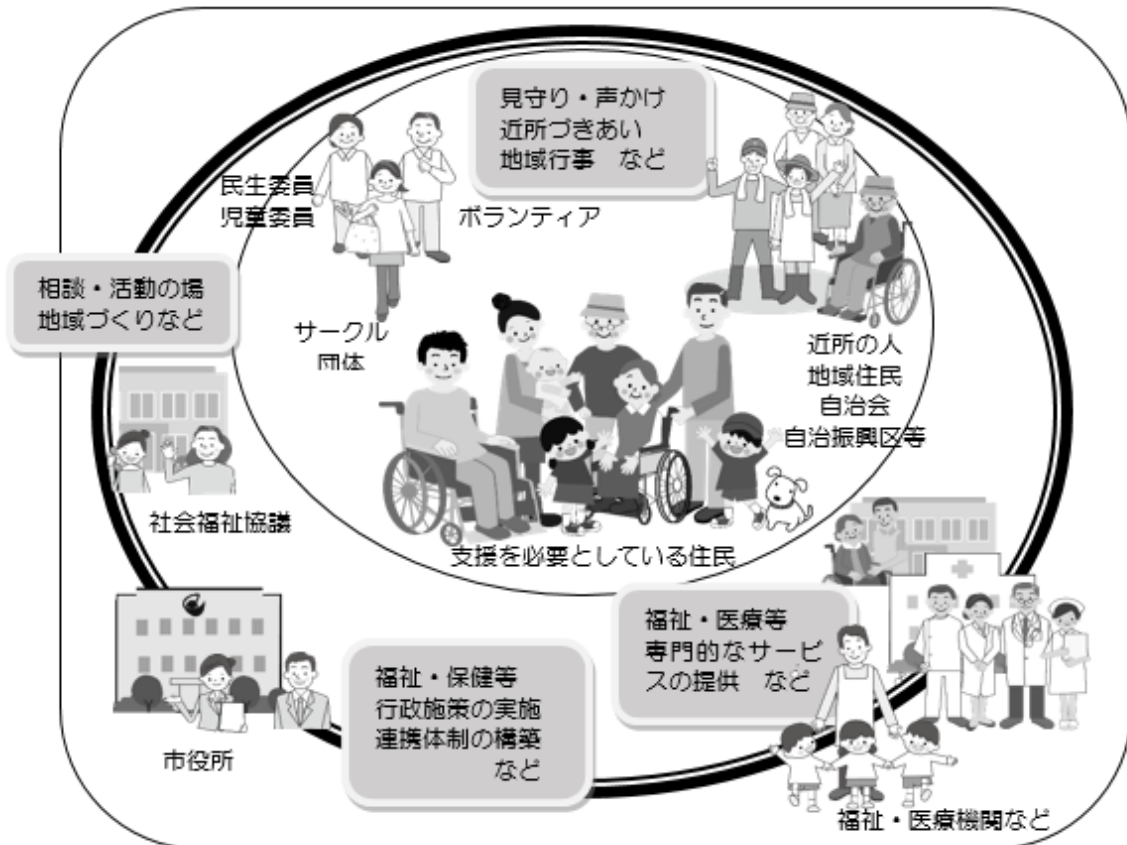 見守り・声かけ
近所づきあい
地域行事　など
民生委員
児童委員
ボランティア
相談・活動の場
地域づくりなど
サークル
団体
近所の人
地域住民
自治会
自治振興区等
社会福祉協議
支援を必要としている住民
福祉・医療等
専門的なサービ
スの提供　など
福祉・保健等
行政施策の実施
連携体制の構築
など
市役所
福祉・医療機関など